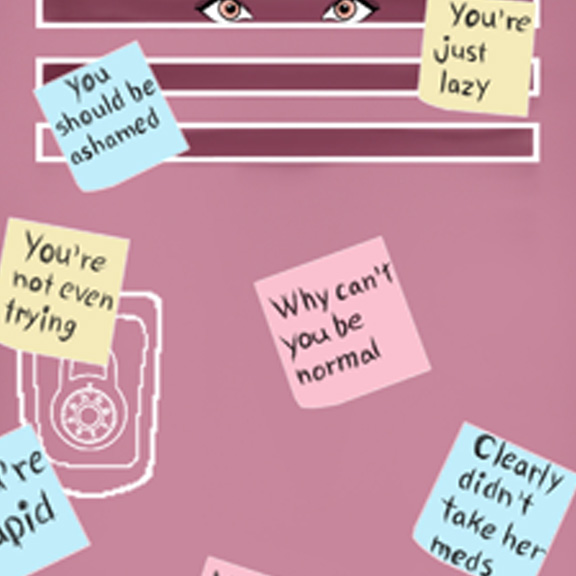 You're
just
lazy
you
should be
ashamed
You're
not even
trying
Why can't
you be
normal
Clearly
didn't
take her
meds